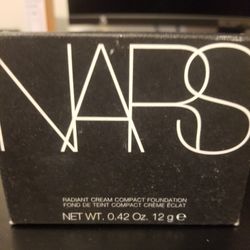 NARS
RADIANT CREAM COMPACT FOUNDATION
FOND DE TEINT COMPACT CRÈME ÉCLAT
NET WT. 0.42 Oz. 12 g ℮